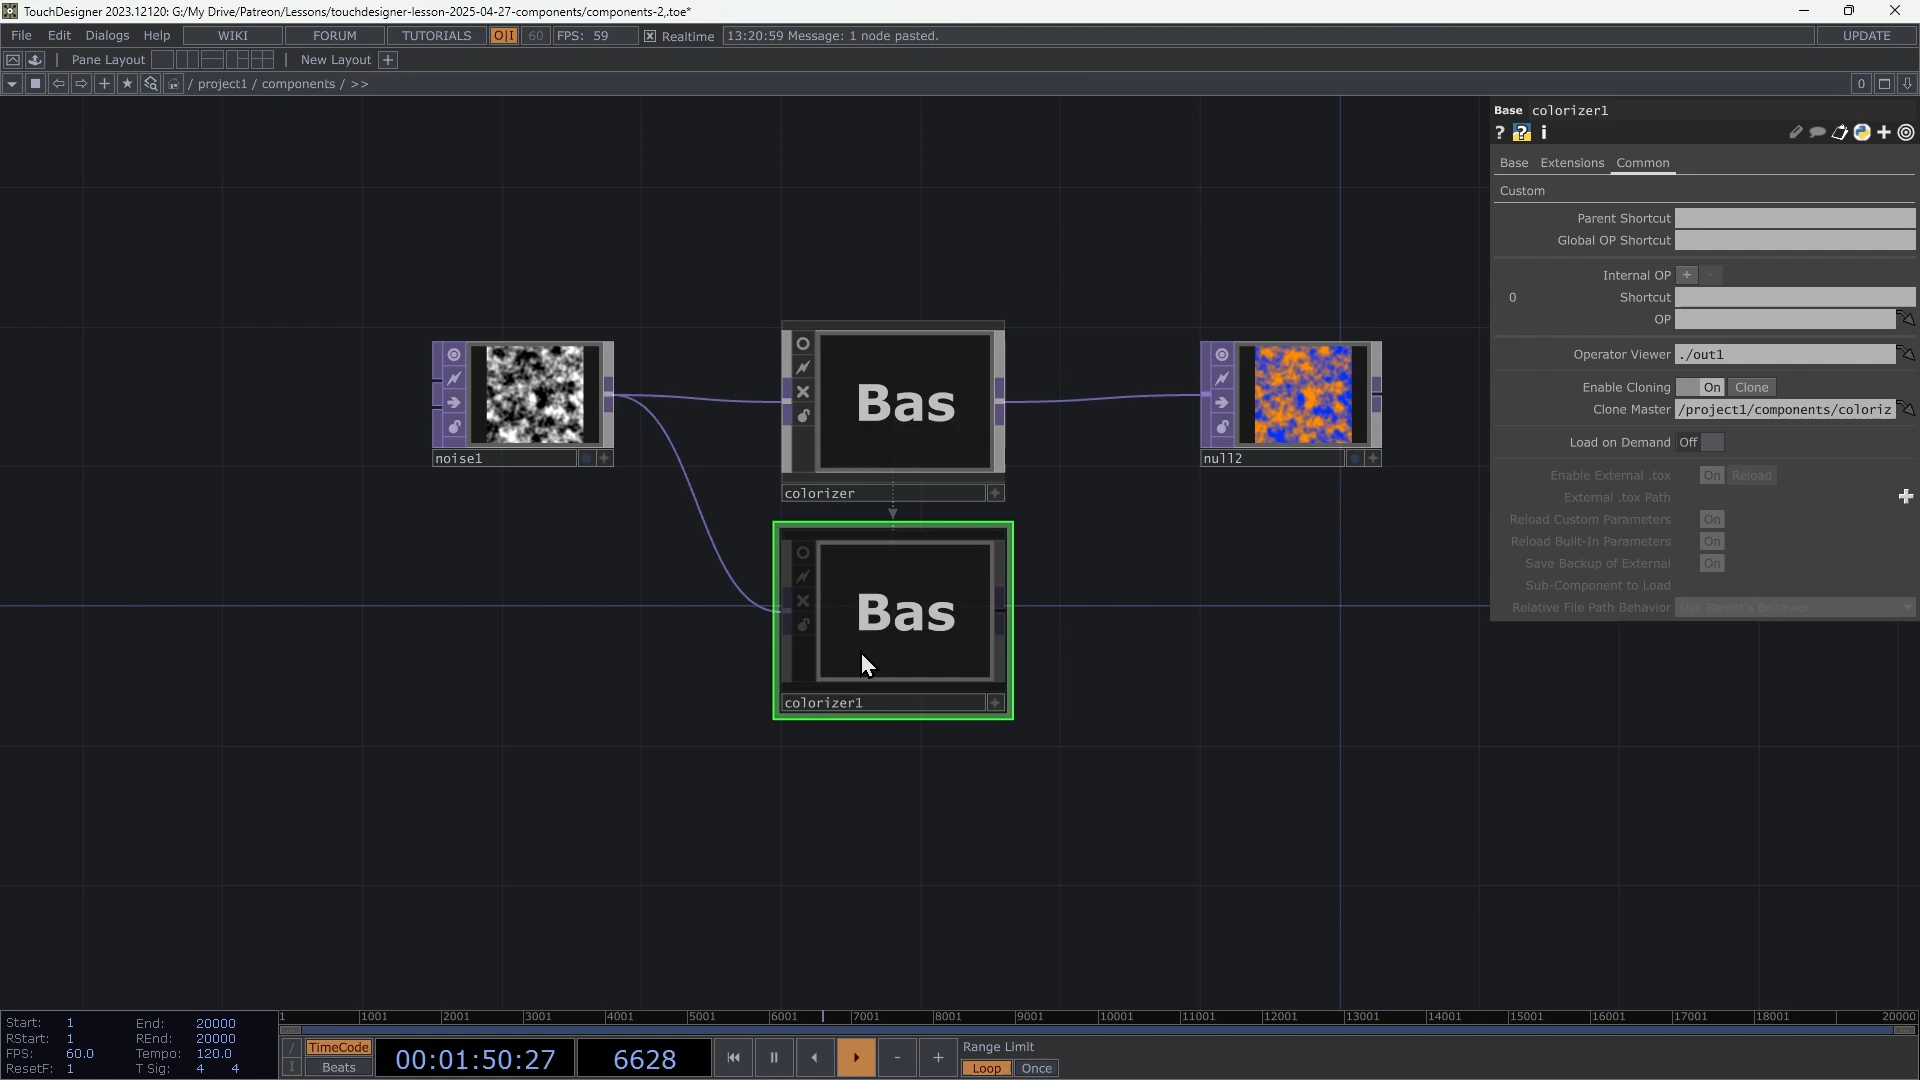 TouchDesigner 2023.12120: G:/My Drive/Patreon/Lessons/touchdesigner-lesson-2025-04-27-components/components-2,.toe*
File Edit Dialogs Help WIKI FORUM TUTORIALS O|I 60 FPS: 59 Realtime 13:20:59 Message: 1 node pasted. UPDATE
Pane Layout New Layout +
/ project1 / components / >> 0
Base colorizer1
? ? i
Base Extensions Common
Custom
Parent Shortcut
Global OP Shortcut
Internal OP + -
0 Shortcut
OP
Operator Viewer ./out1
Enable Cloning On Clone
Clone Master /project1/components/coloriz
Load on Demand Off
Enable External .tox On Reload
External .tox Path
Reload Custom Parameters On
Reload Built-In Parameters On
Save Backup of External On
Sub-Component to Load
Relative File Path Behavior Use Parent's Behavior
noise1
Bas
colorizer
null2
Bas
colorizer1
1 1001 2001 3001 4001 5001 6001 7001 8001 9001 10001 11001 12001 13001 14001 15001 16001 17001 18001 20000
Start: 1 End: 20000
RStart: 1 REnd: 20000
FPS: 60.0 Tempo: 120.0
ResetF: 1 T Sig: 4 4
/ TimeCode
I Beats
00:01:50:27 6628 - +
Range Limit
Loop Once